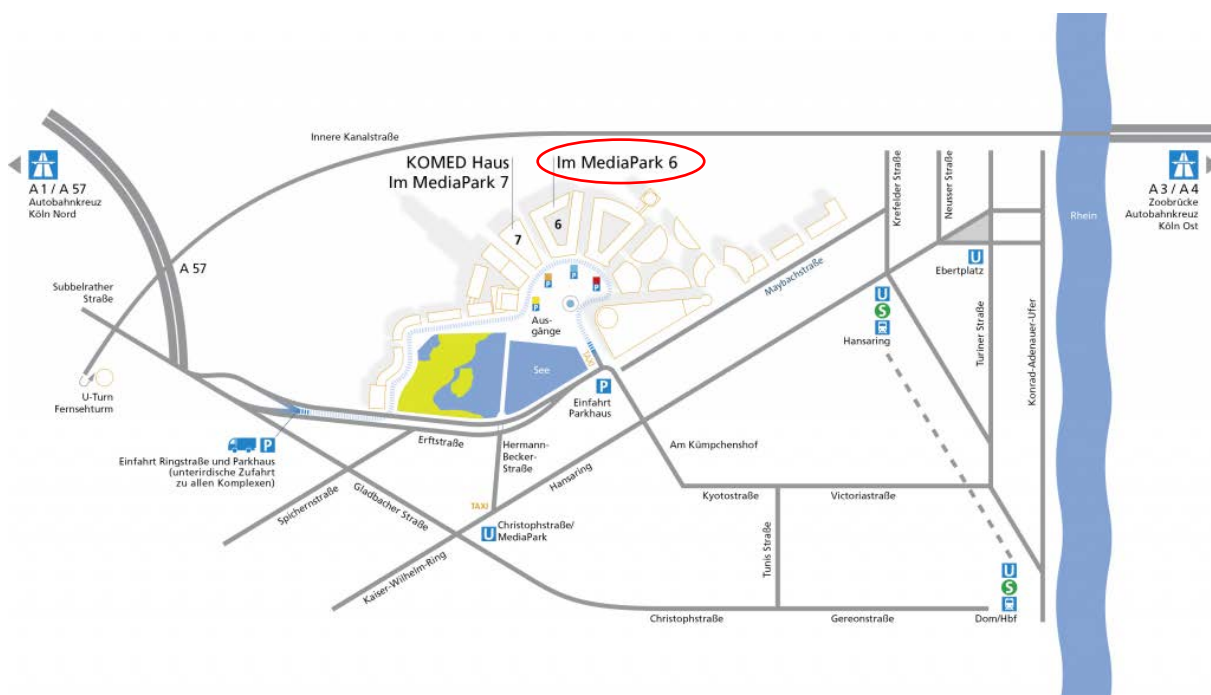 Innere Kanalstraße
KOMED Haus
Im MediaPark 7
Im MediaPark 6
A 1 / A 57
Autobahnkreuz
Köln Nord
A 3 / A 4
Zoobrücke
Autobahnkreuz
Köln Ost
Krefelder Straße
Neusser Straße
Rhein
7
6
A 57
Subbelrather
Straße
P
P
P
P
Aus-
gänge
Maybachstraße
U
Ebertplatz
U
S
Hansaring
Turiner Straße
Konrad-Adenauer-Ufer
See
TAXI
P
Einfahrt
Parkhaus
U-Turn
Fernsehturm
P
Einfahrt Ringstraße und Parkhaus
(unterirdische Zufahrt
zu allen Komplexen)
Erftstraße
Hermann-
Becker-
Straße
Hansaring
Am Kümpchenshof
Kyotostraße
Victoriastraße
Spichernstraße
Gladbacher Straße
TAXI
U
Christophstraße/
MediaPark
Tunis Straße
Kaiser-Wilhelm-Ring
U
S
Christophstraße
Gereonstraße
Dom/Hbf